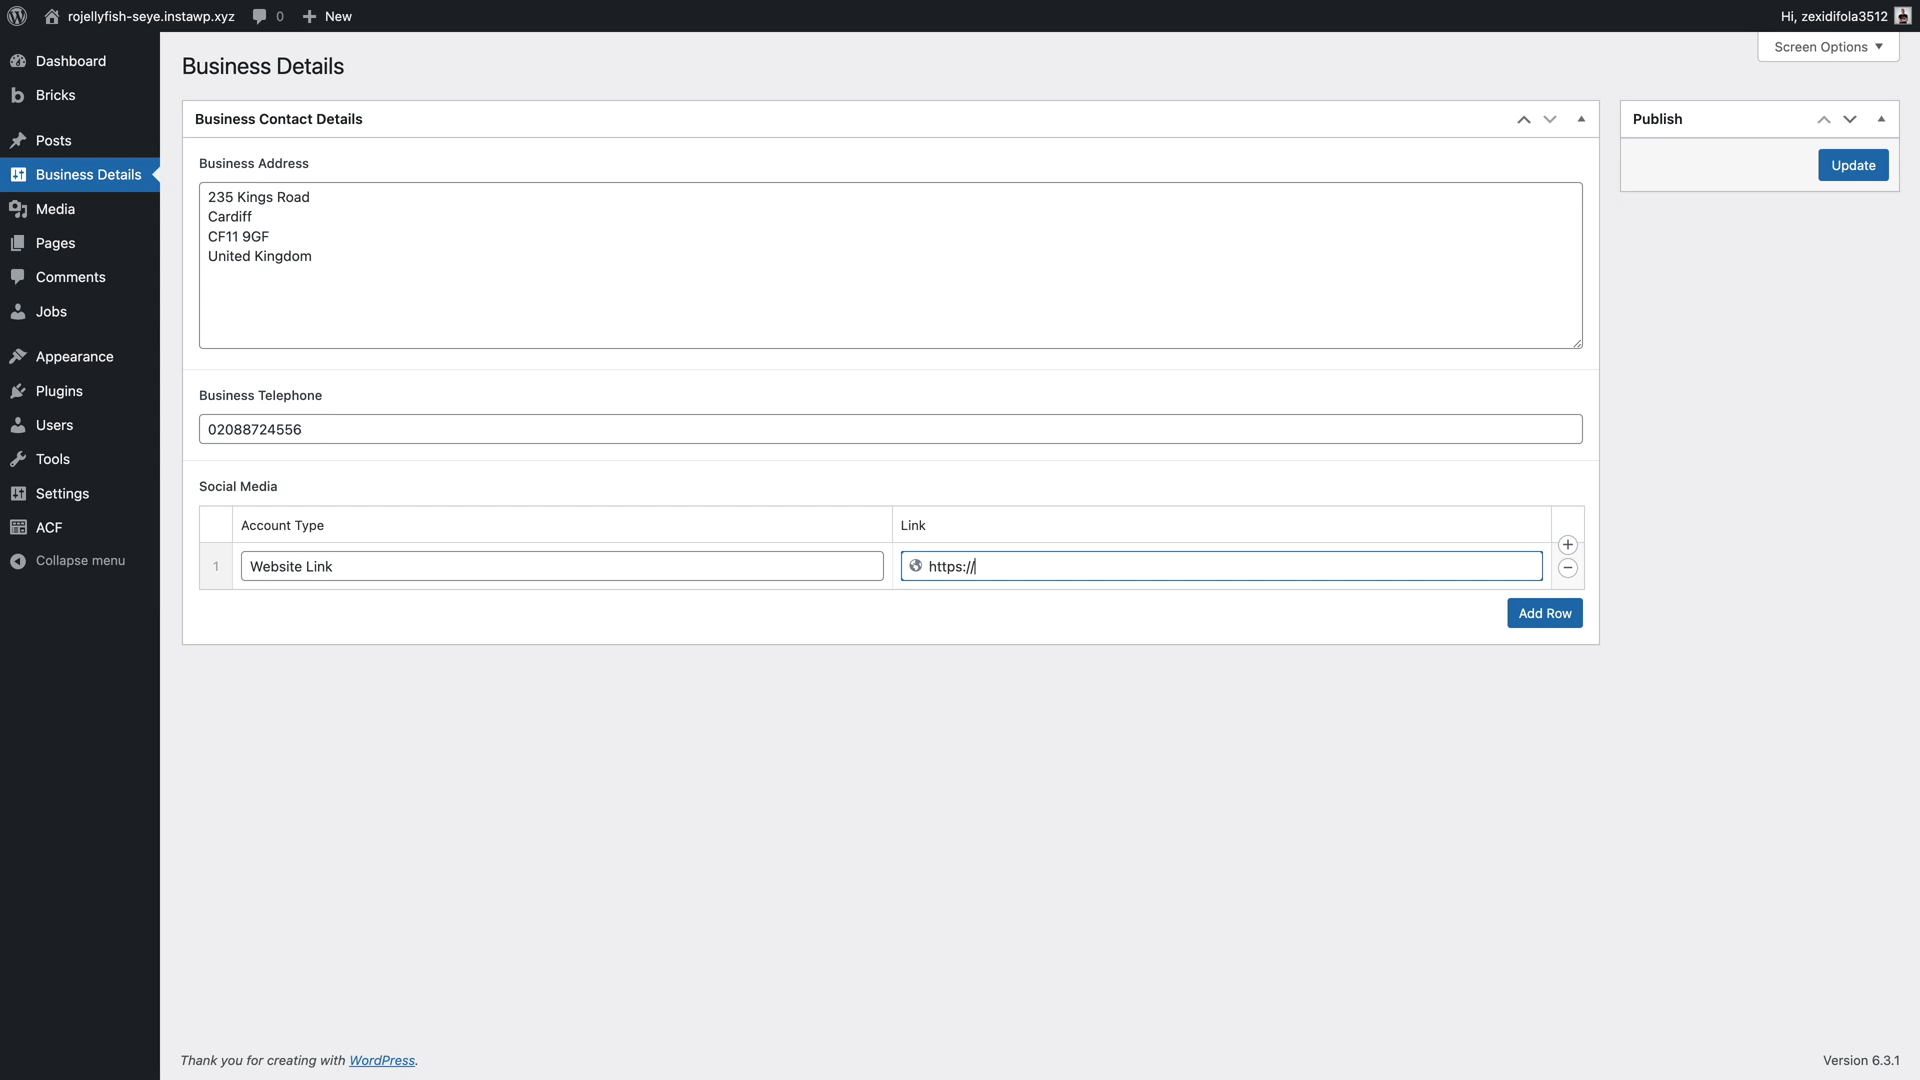 rojellyfish-seye.instawp.xyz 0 New
Hi, zexidifola3512
Screen Options
Dashboard
Bricks
Posts
Business Details
Media
Pages
Comments
Jobs
Appearance
Plugins
Users
Tools
Settings
ACF
Collapse menu
Business Details
Business Contact Details
Business Address
235 Kings Road
Cardiff
CF11 9GF
United Kingdom
Business Telephone
02088724556
Social Media
Account Type Link
1 Website Link https://
Add Row
Publish
Update
Thank you for creating with WordPress.
Version 6.3.1